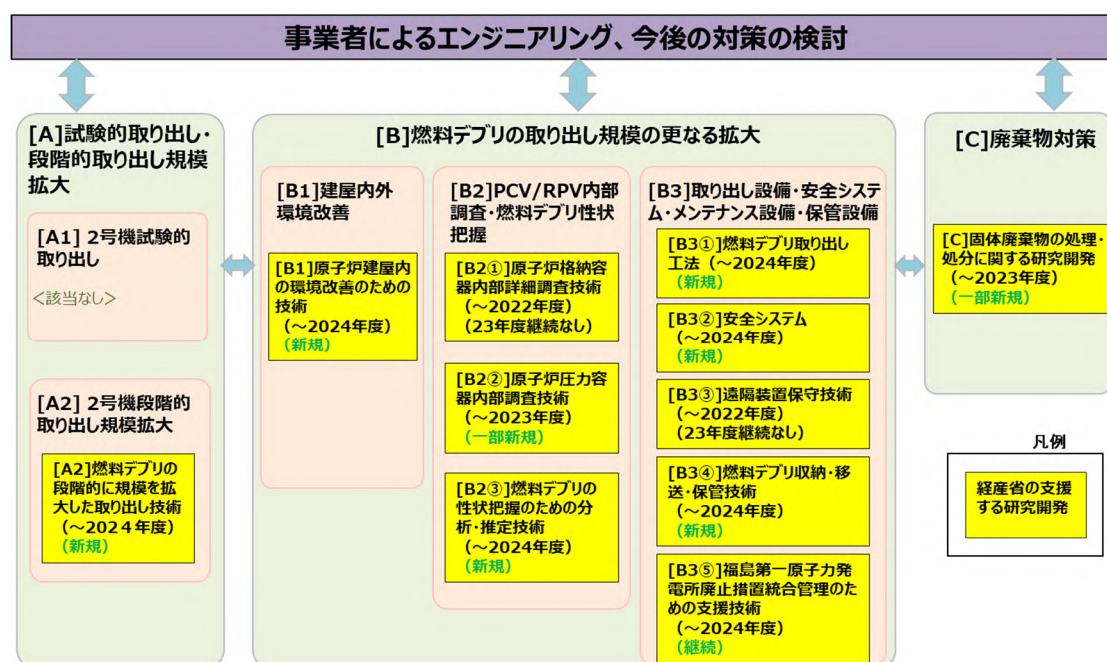 事業者によるエンジニアリング、今後の対策の検討
[A]試験的取り出し・
段階的取り出し規模
拡大
[A1] 2号機試験的
取り出し
<該当なし>
[A2] 2号機段階的
取り出し規模拡大
[A2]燃料デブリの
段階的に規模を拡
大した取り出し技術
(～2024年度)
(新規)
[B]燃料デブリの取り出し規模の更なる拡大
[B1]建屋内外
環境改善
[B1]原子炉建屋内
の環境改善のための
技術
(～2024年度)
(新規)
[B2]PCV/RPV内部
調査・燃料デブリ性状
把握
[B2①]原子炉格納容
器内部詳細調査技術
(～2022年度)
(23年度継続なし)
[B2②]原子炉圧力容
器内部調査技術
(～2023年度)
(一部新規)
[B2③]燃料デブリの
性状把握のための分
析・推定技術
(～2024年度)
(新規)
[B3]取り出し設備・安全システ
ム・メンテナンス設備・保管設備
[B3①]燃料デブリ取り出し
工法(～2024年度)
(新規)
[B3②]安全システム
(～2024年度)
(新規)
[B3③]遠隔装置保守技術
(～2022年度)
(23年度継続なし)
[B3④]燃料デブリ収納・移
送・保管技術
(～2024年度)
(新規)
[B3⑤]福島第一原子力発
電所廃止措置統合管理のた
めの支援技術
(～2024年度)
(継続)
[C]廃棄物対策
[C]固体廃棄物の処理・
処分に関する研究開発
(～2023年度)
(一部新規)
凡例
経産省の支援
する研究開発